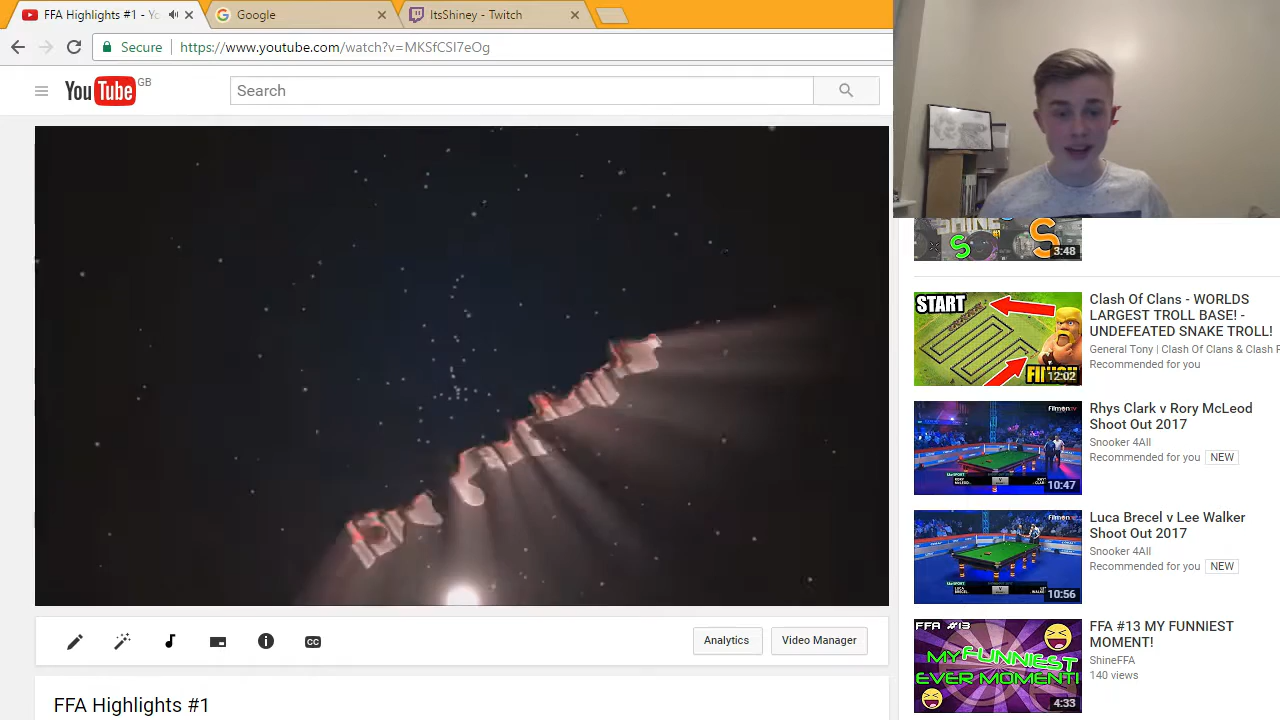 FFA Highlights #1 - Yo
Google
ItsShiney - Twitch
Secure
https://www.youtube.com/watch?v=MKSfCSI7eOg
YouTube GB
Search
SHINE
#1
S
S
3:48
START
FINISH
12:02
Clash Of Clans - WORLDS
LARGEST TROLL BASE! -
UNDEFEATED SNAKE TROLL!
General Tony | Clash Of Clans & Clash
Recommended for you
10:47
Rhys Clark v Rory McLeod
Shoot Out 2017
Snooker 4All
Recommended for you NEW
10:56
Luca Brecel v Lee Walker
Shoot Out 2017
Snooker 4All
Recommended for you NEW
FFA #13
MY FUNNIEST
EVER MOMENT!
4:33
FFA #13 MY FUNNIEST
MOMENT!
ShineFFA
140 views
CC
Analytics
Video Manager
FFA Highlights #1